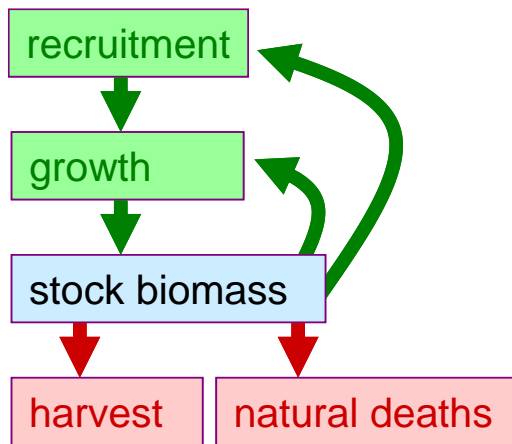 recruitment
growth
stock biomass
harvest
natural deaths